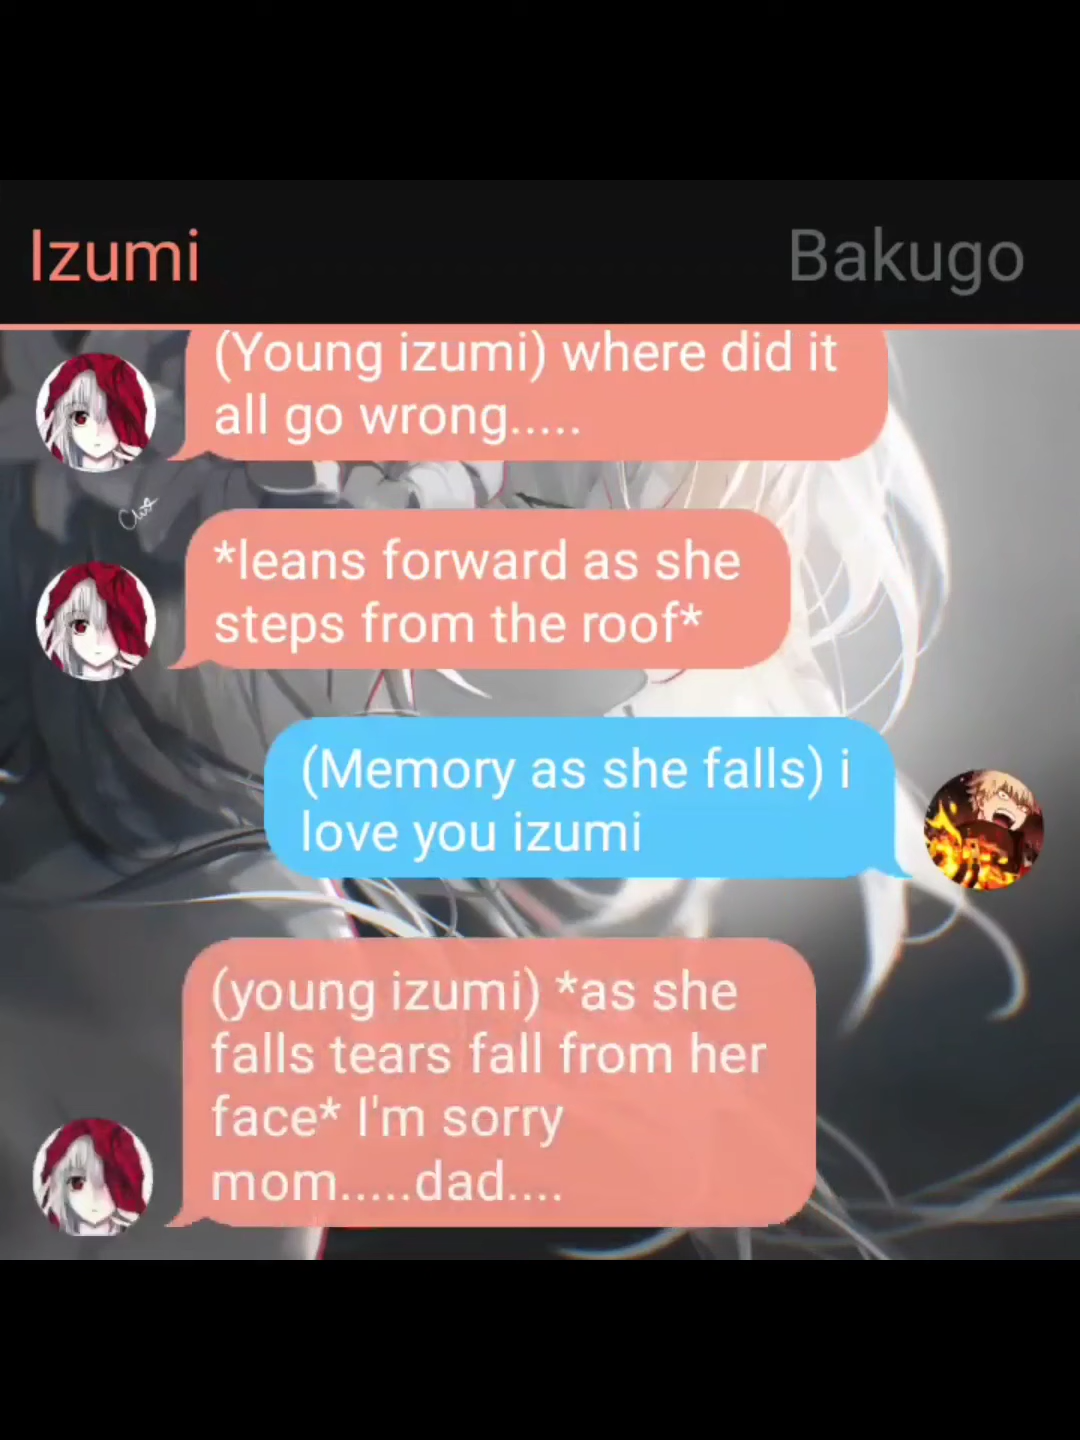 Izumi
Bakugo
(Young izumi) where did it
all go wrong.....
*leans forward as she
steps from the roof*
(Memory as she falls) i
love you izumi
(young izumi) *as she
falls tears fall from her
face* I'm sorry
mom.....dad....